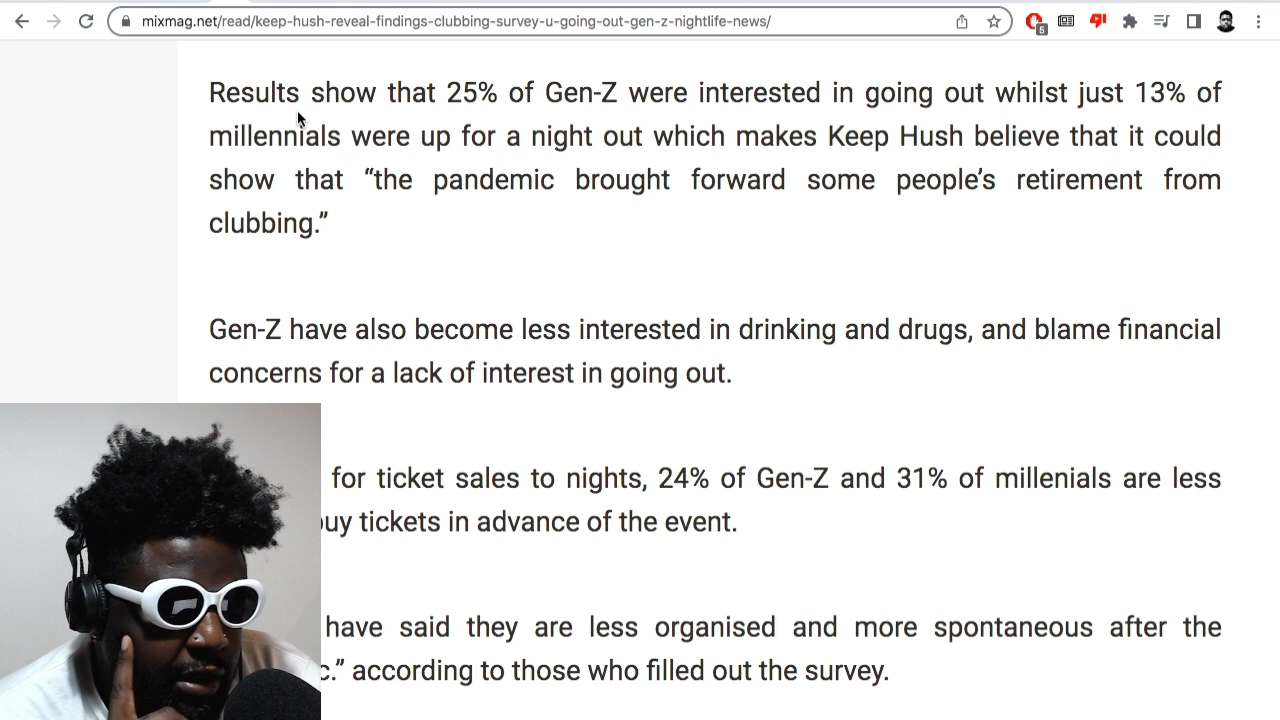 mixmag.net/read/keep-hush-reveal-findings-clubbing-survey-u-going-out-gen-z-nightlife-news/
5
Results show that 25% of Gen-Z were interested in going out whilst just 13% of
millennials were up for a night out which makes Keep Hush believe that it could
show that “the pandemic brought forward some people’s retirement from
clubbing.”
Gen-Z have also become less interested in drinking and drugs, and blame financial
concerns for a lack of interest in going out.
for ticket sales to nights, 24% of Gen-Z and 31% of millenials are less
buy tickets in advance of the event.
have said they are less organised and more spontaneous after the
c.” according to those who filled out the survey.